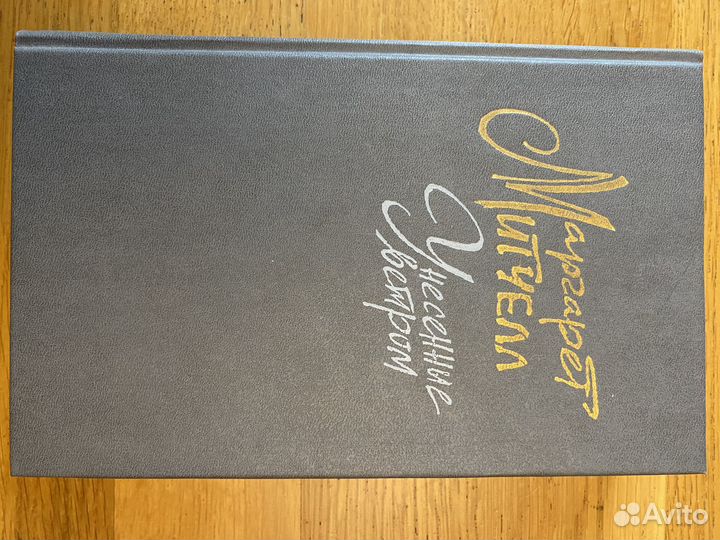 Маргарет
Митчелл
Унесенные
ветром
Avito